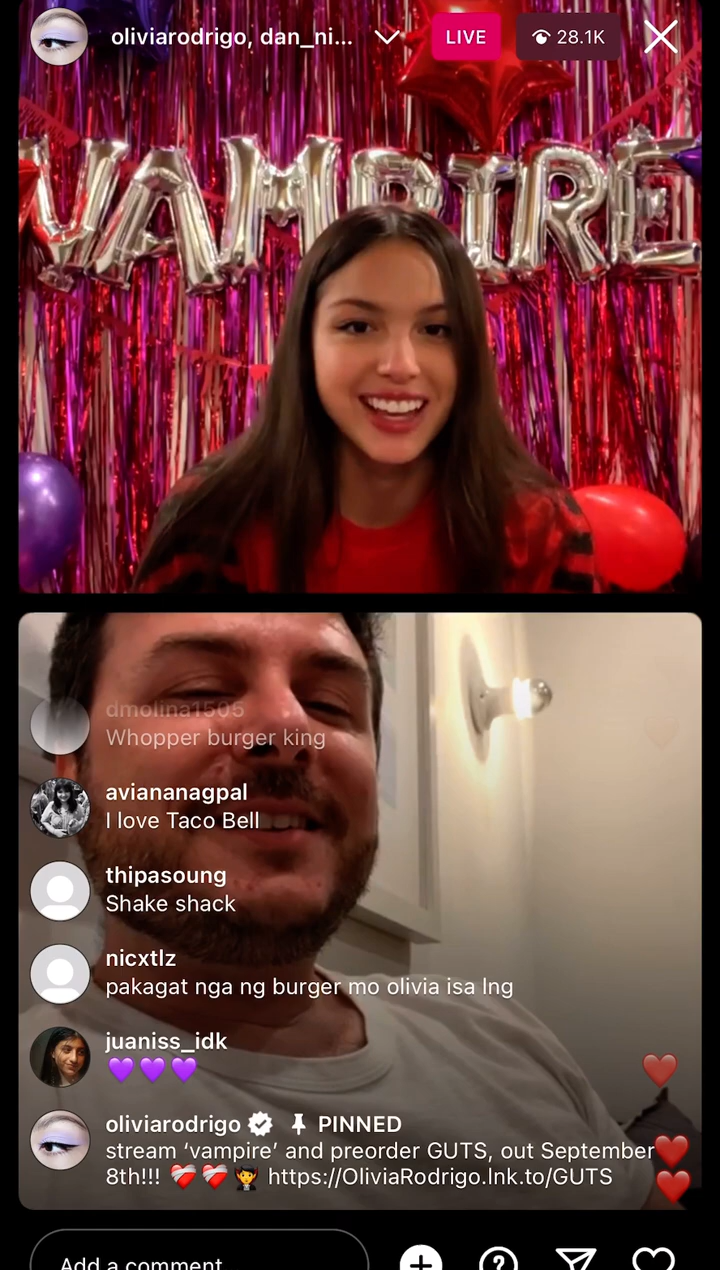 oliviarodrigo, dan_ni...
LIVE
28.1K
VAMPIRE
dmolina1505
Whopper burger king
aviananagpal
I love Taco Bell
thipasoung
Shake shack
nicxtlz
pakagat nga ng burger mo olivia isa lng
juaniss_idk
💜💜💜
oliviarodrigo PINNED
stream ‘vampire’ and preorder GUTS, out September
8th!!! ❤️‍🩹❤️‍🩹🧛 https://OliviaRodrigo.lnk.to/GUTS
Add a comment